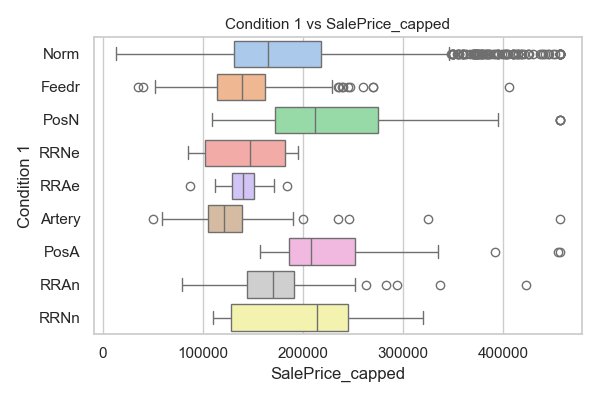 Condition 1 vs SalePrice_capped
Condition 1
Norm
Feedr
PosN
RRNe
RRAe
Artery
PosA
RRAn
RRNn
0 100000 200000 300000 400000
SalePrice_capped